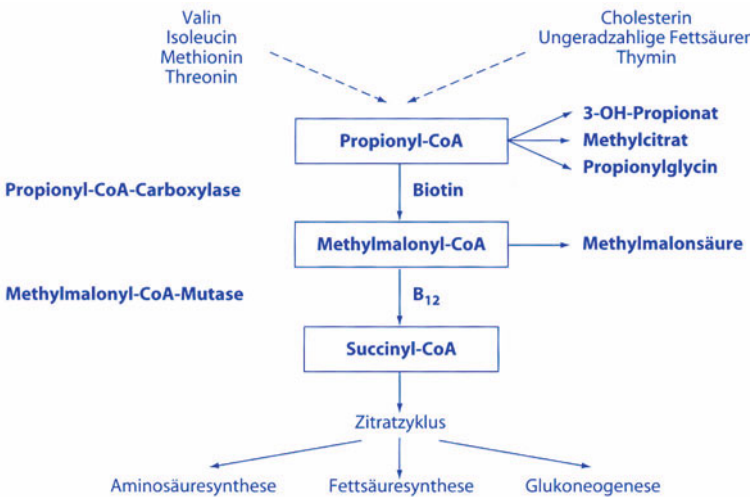 Valin
Isoleucin
Methionin
Threonin
Cholesterin
Ungeradzahlige Fettsäuren
Thymin
Propionyl-CoA
3-OH-Propionat
Methylcitrat
Propionylglycin
Propionyl-CoA-Carboxylase
Biotin
Methylmalonyl-CoA
Methylmalonsäure
Methylmalonyl-CoA-Mutase
B₁₂
Succinyl-CoA
Zitratzyklus
Aminosäuresynthese
Fettsäuresynthese
Glukoneogenese